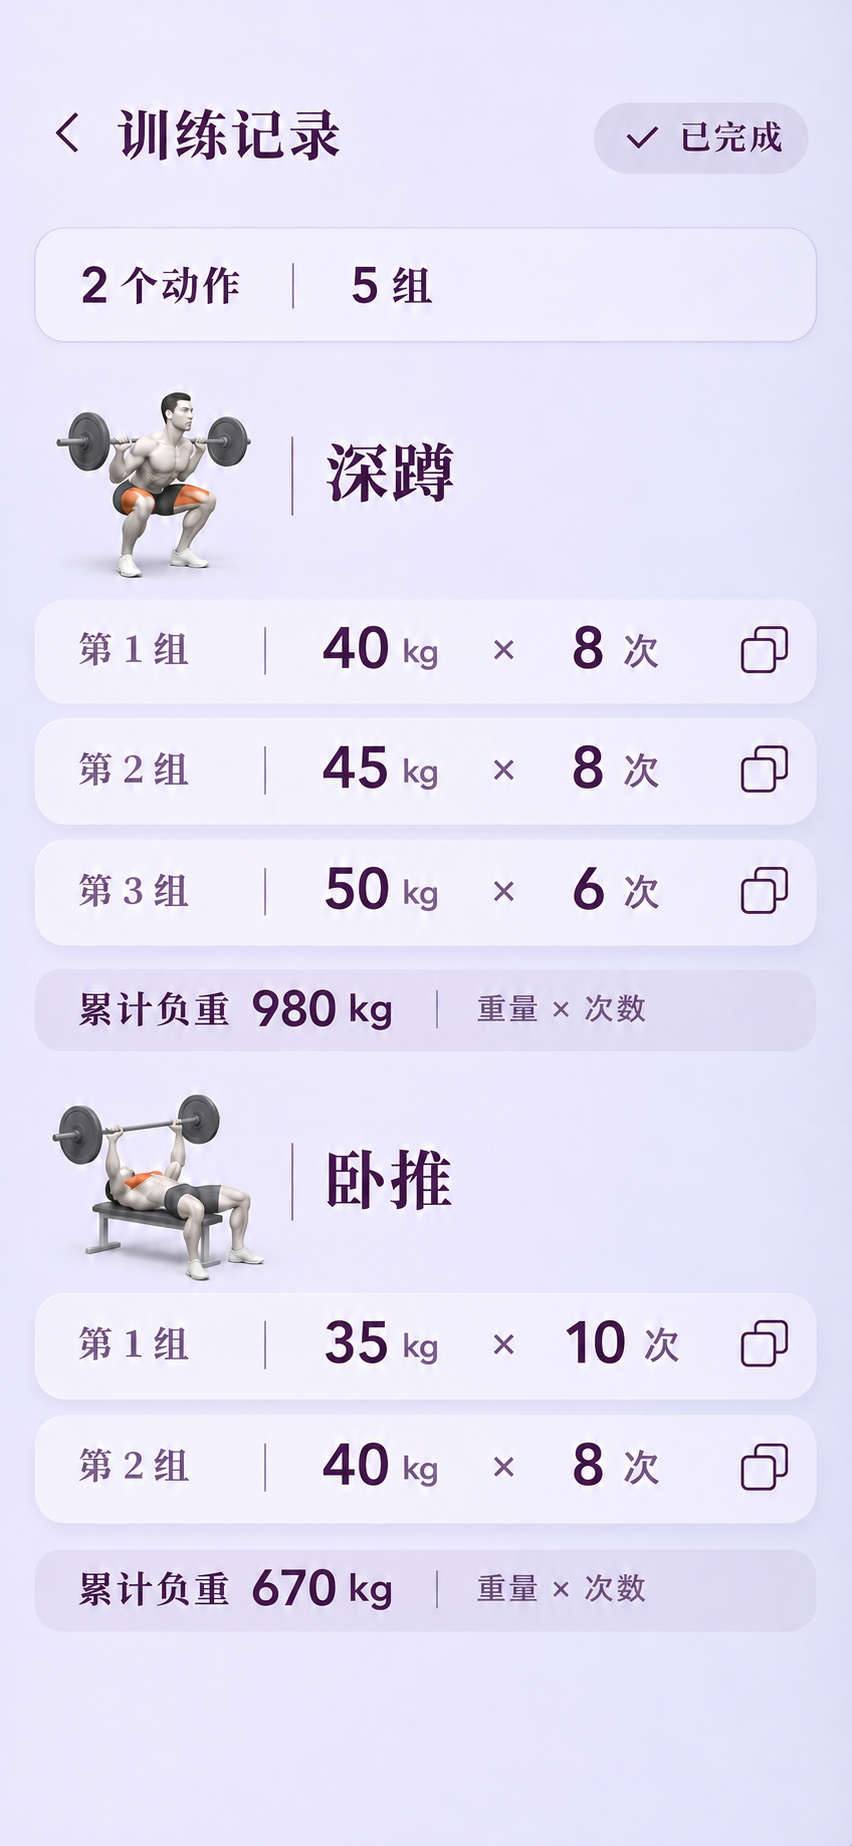 训练记录
已完成
2 个动作 | 5 组
深蹲
第 1 组 | 40 kg × 8 次
第 2 组 | 45 kg × 8 次
第 3 组 | 50 kg × 6 次
累计负重 980 kg | 重量 × 次数
卧推
第 1 组 | 35 kg × 10 次
第 2 组 | 40 kg × 8 次
累计负重 670 kg | 重量 × 次数